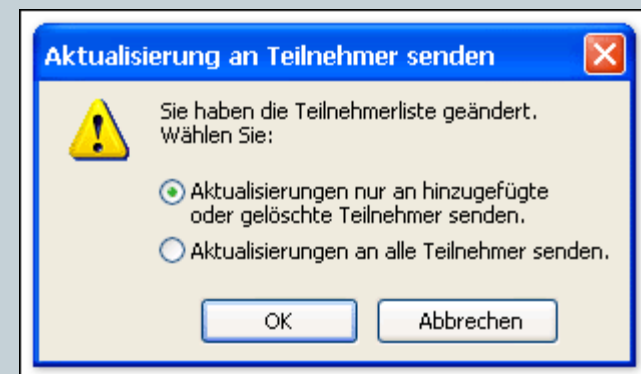 Aktualisierung an Teilnehmer senden
Sie haben die Teilnehmerliste geändert.
Wählen Sie:
Aktualisierungen nur an hinzugefügte
oder gelöschte Teilnehmer senden.
Aktualisierungen an alle Teilnehmer senden.
OK
Abbrechen